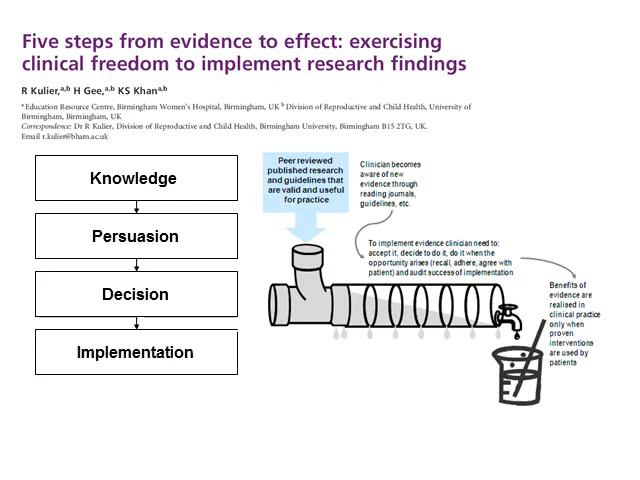 Five steps from evidence to effect: exercising
clinical freedom to implement research findings
R Kulier,a,b H Gee,a,b KS Khana,b
a Education Resource Centre, Birmingham Women's Hospital, Birmingham, UK b Division of Reproductive and Child Health, University of
Birmingham, Birmingham, UK
Correspondence: Dr R Kulier, Division of Reproductive and Child Health, Birmingham University, Birmingham B15 2TG, UK.
Email r.kulier@bham.ac.uk
Knowledge
Persuasion
Decision
Implementation
Peer reviewed
published research
and guidelines that
are valid and useful
for practice
Clinician becomes
aware of new
evidence through
reading journals,
guidelines, etc.
To implement evidence clinician need to:
accept it, decide to do it, do it when the
opportunity arises (recall, adhere, agree with
patient) and audit success of implementation
Benefits of
evidence are
realised in
clinical practice
only when
proven
interventions
are used by
patients